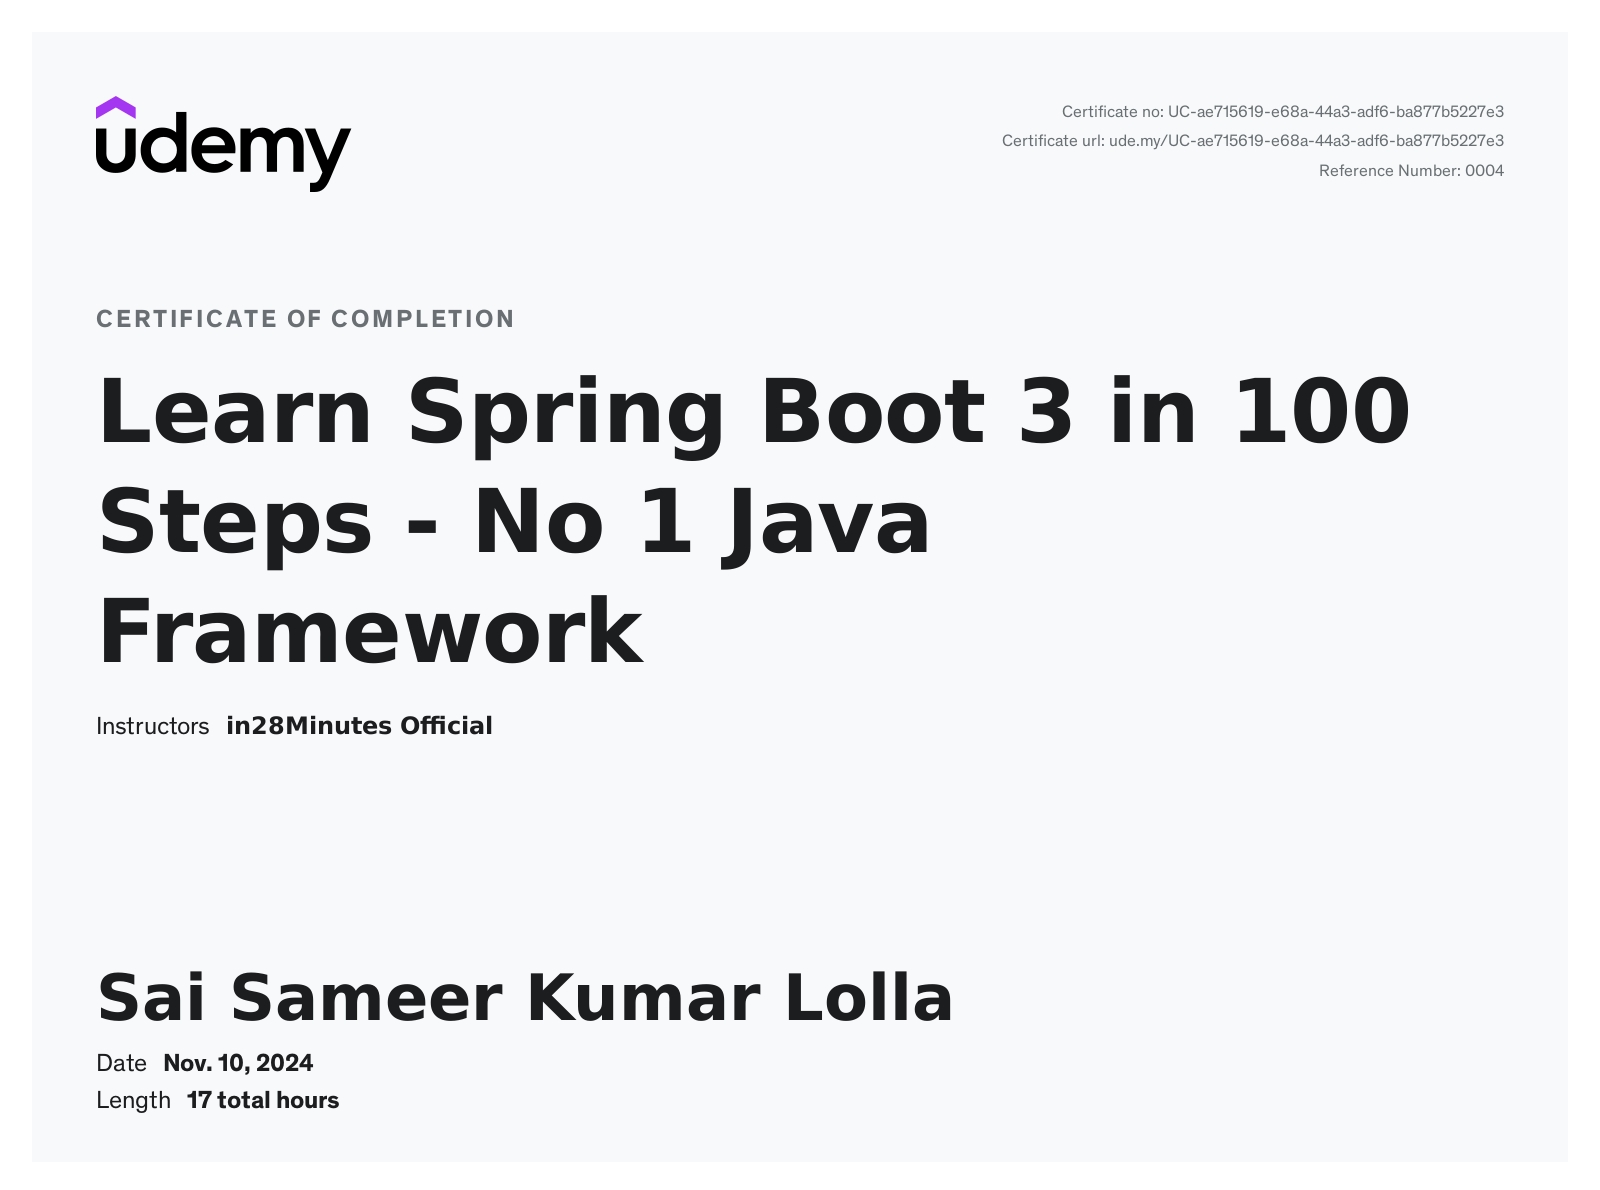 udemy
Certificate no: UC-ae715619-e68a-44a3-adf6-ba877b5227e3
Certificate url: ude.my/UC-ae715619-e68a-44a3-adf6-ba877b5227e3
Reference Number: 0004
CERTIFICATE OF COMPLETION
Learn Spring Boot 3 in 100
Steps - No 1 Java
Framework
Instructors in28Minutes Official
Sai Sameer Kumar Lolla
Date Nov. 10, 2024
Length 17 total hours